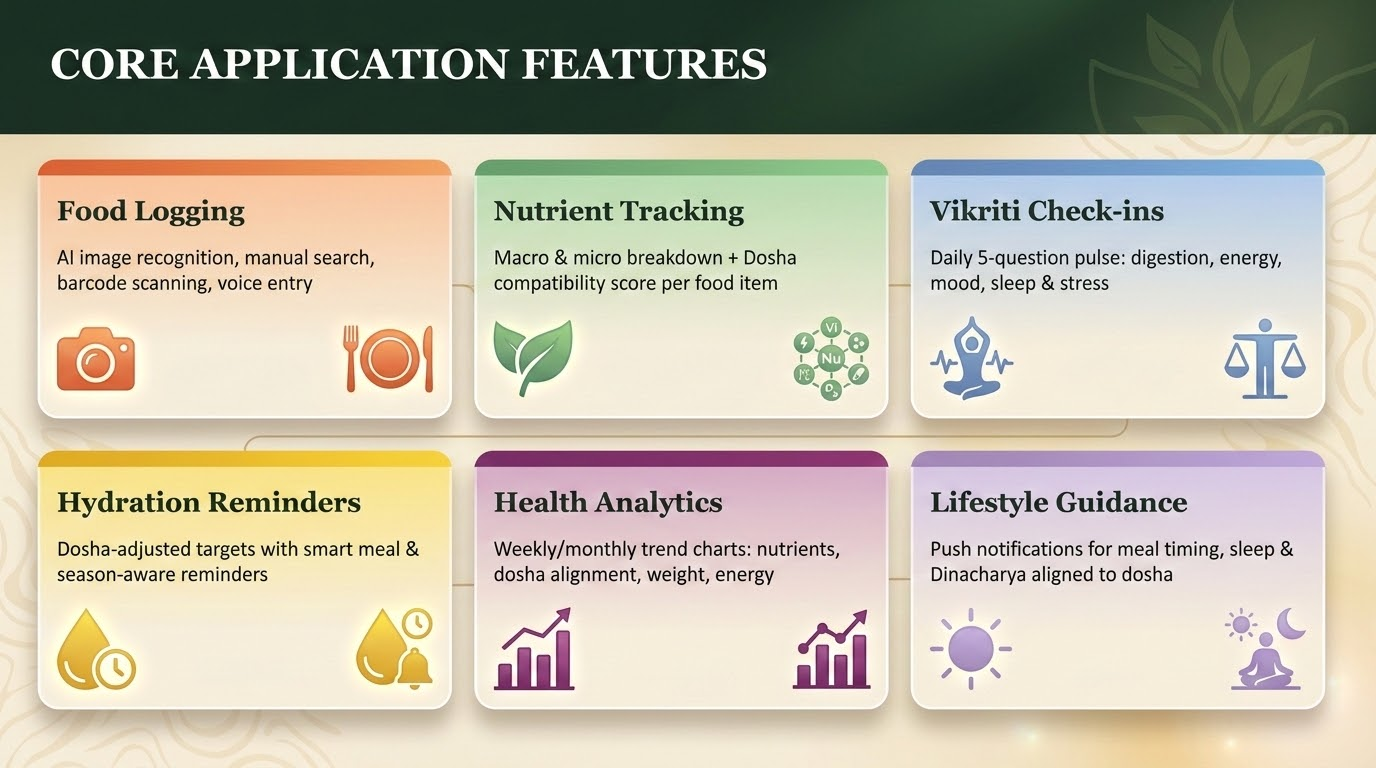 CORE APPLICATION FEATURES
Food Logging
AI image recognition, manual search,
barcode scanning, voice entry
Nutrient Tracking
Macro & micro breakdown + Dosha
compatibility score per food item
Vi
Nu
Vikriti Check-ins
Daily 5-question pulse: digestion, energy,
mood, sleep & stress
Hydration Reminders
Dosha-adjusted targets with smart meal &
season-aware reminders
Health Analytics
Weekly/monthly trend charts: nutrients,
dosha alignment, weight, energy
Lifestyle Guidance
Push notifications for meal timing, sleep &
Dinacharya aligned to dosha